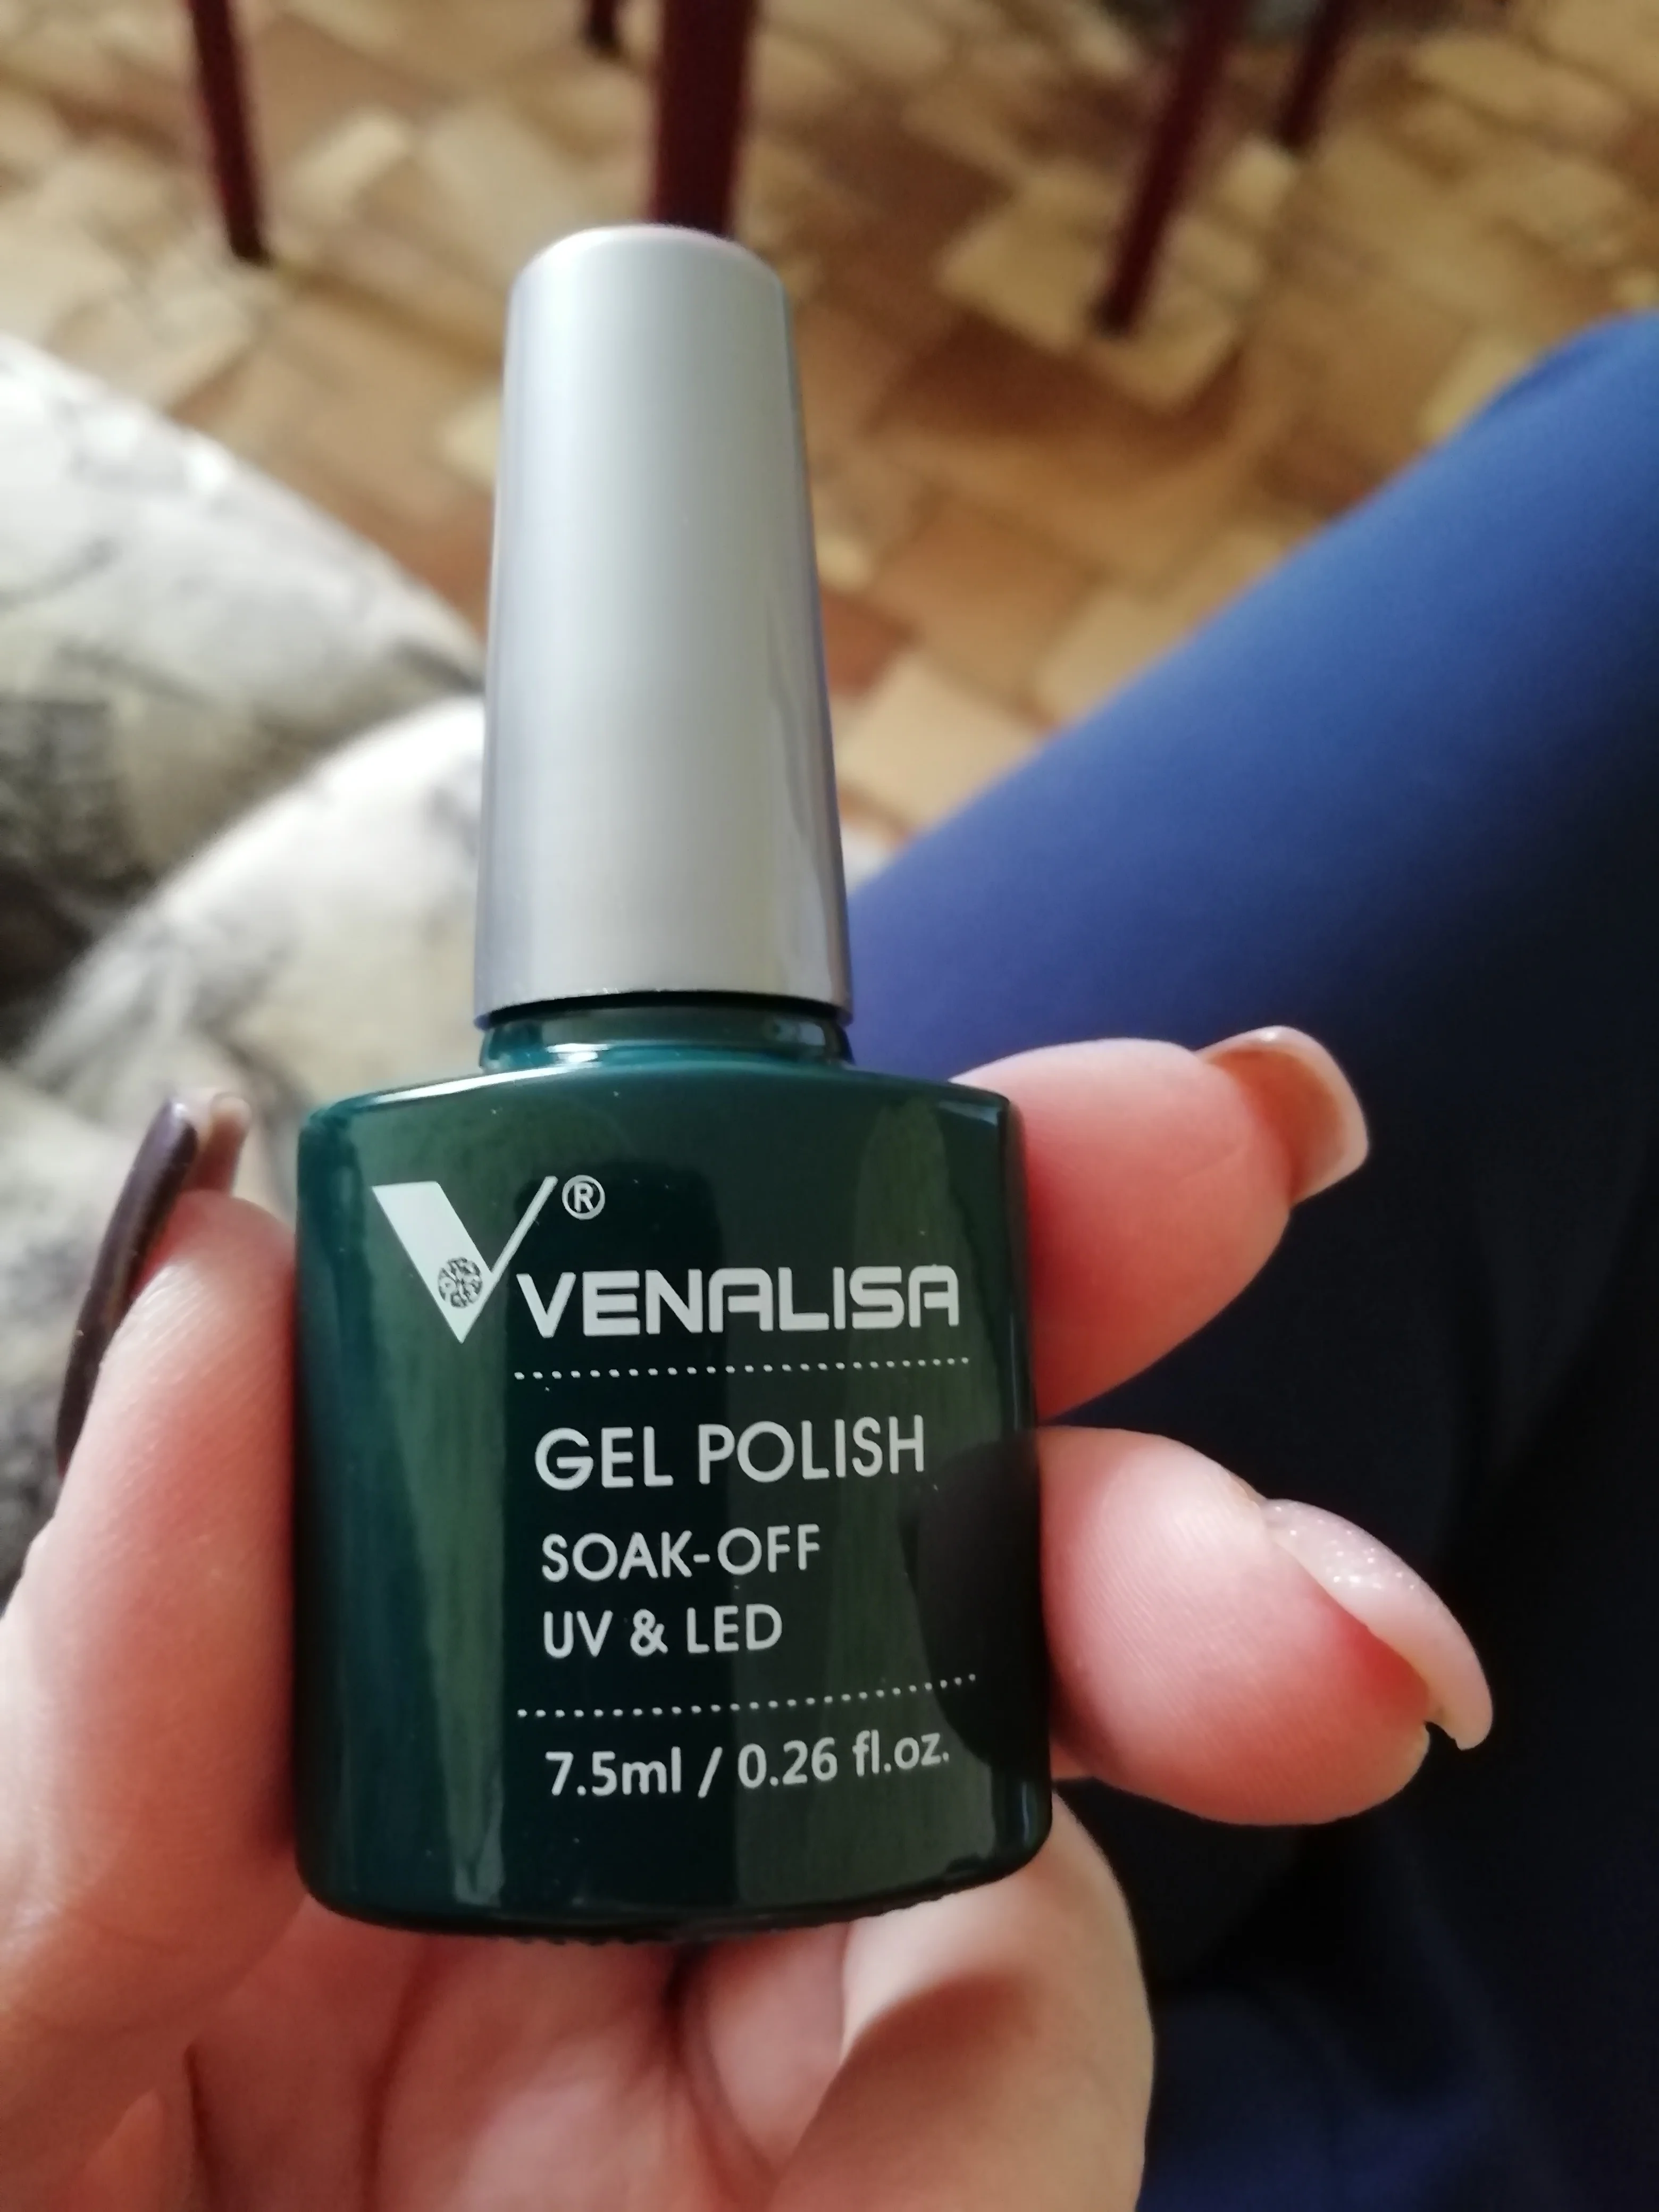 V®
VENALISA
GEL POLISH
SOAK-OFF
UV & LED
7.5ml / 0.26 fl.oz.